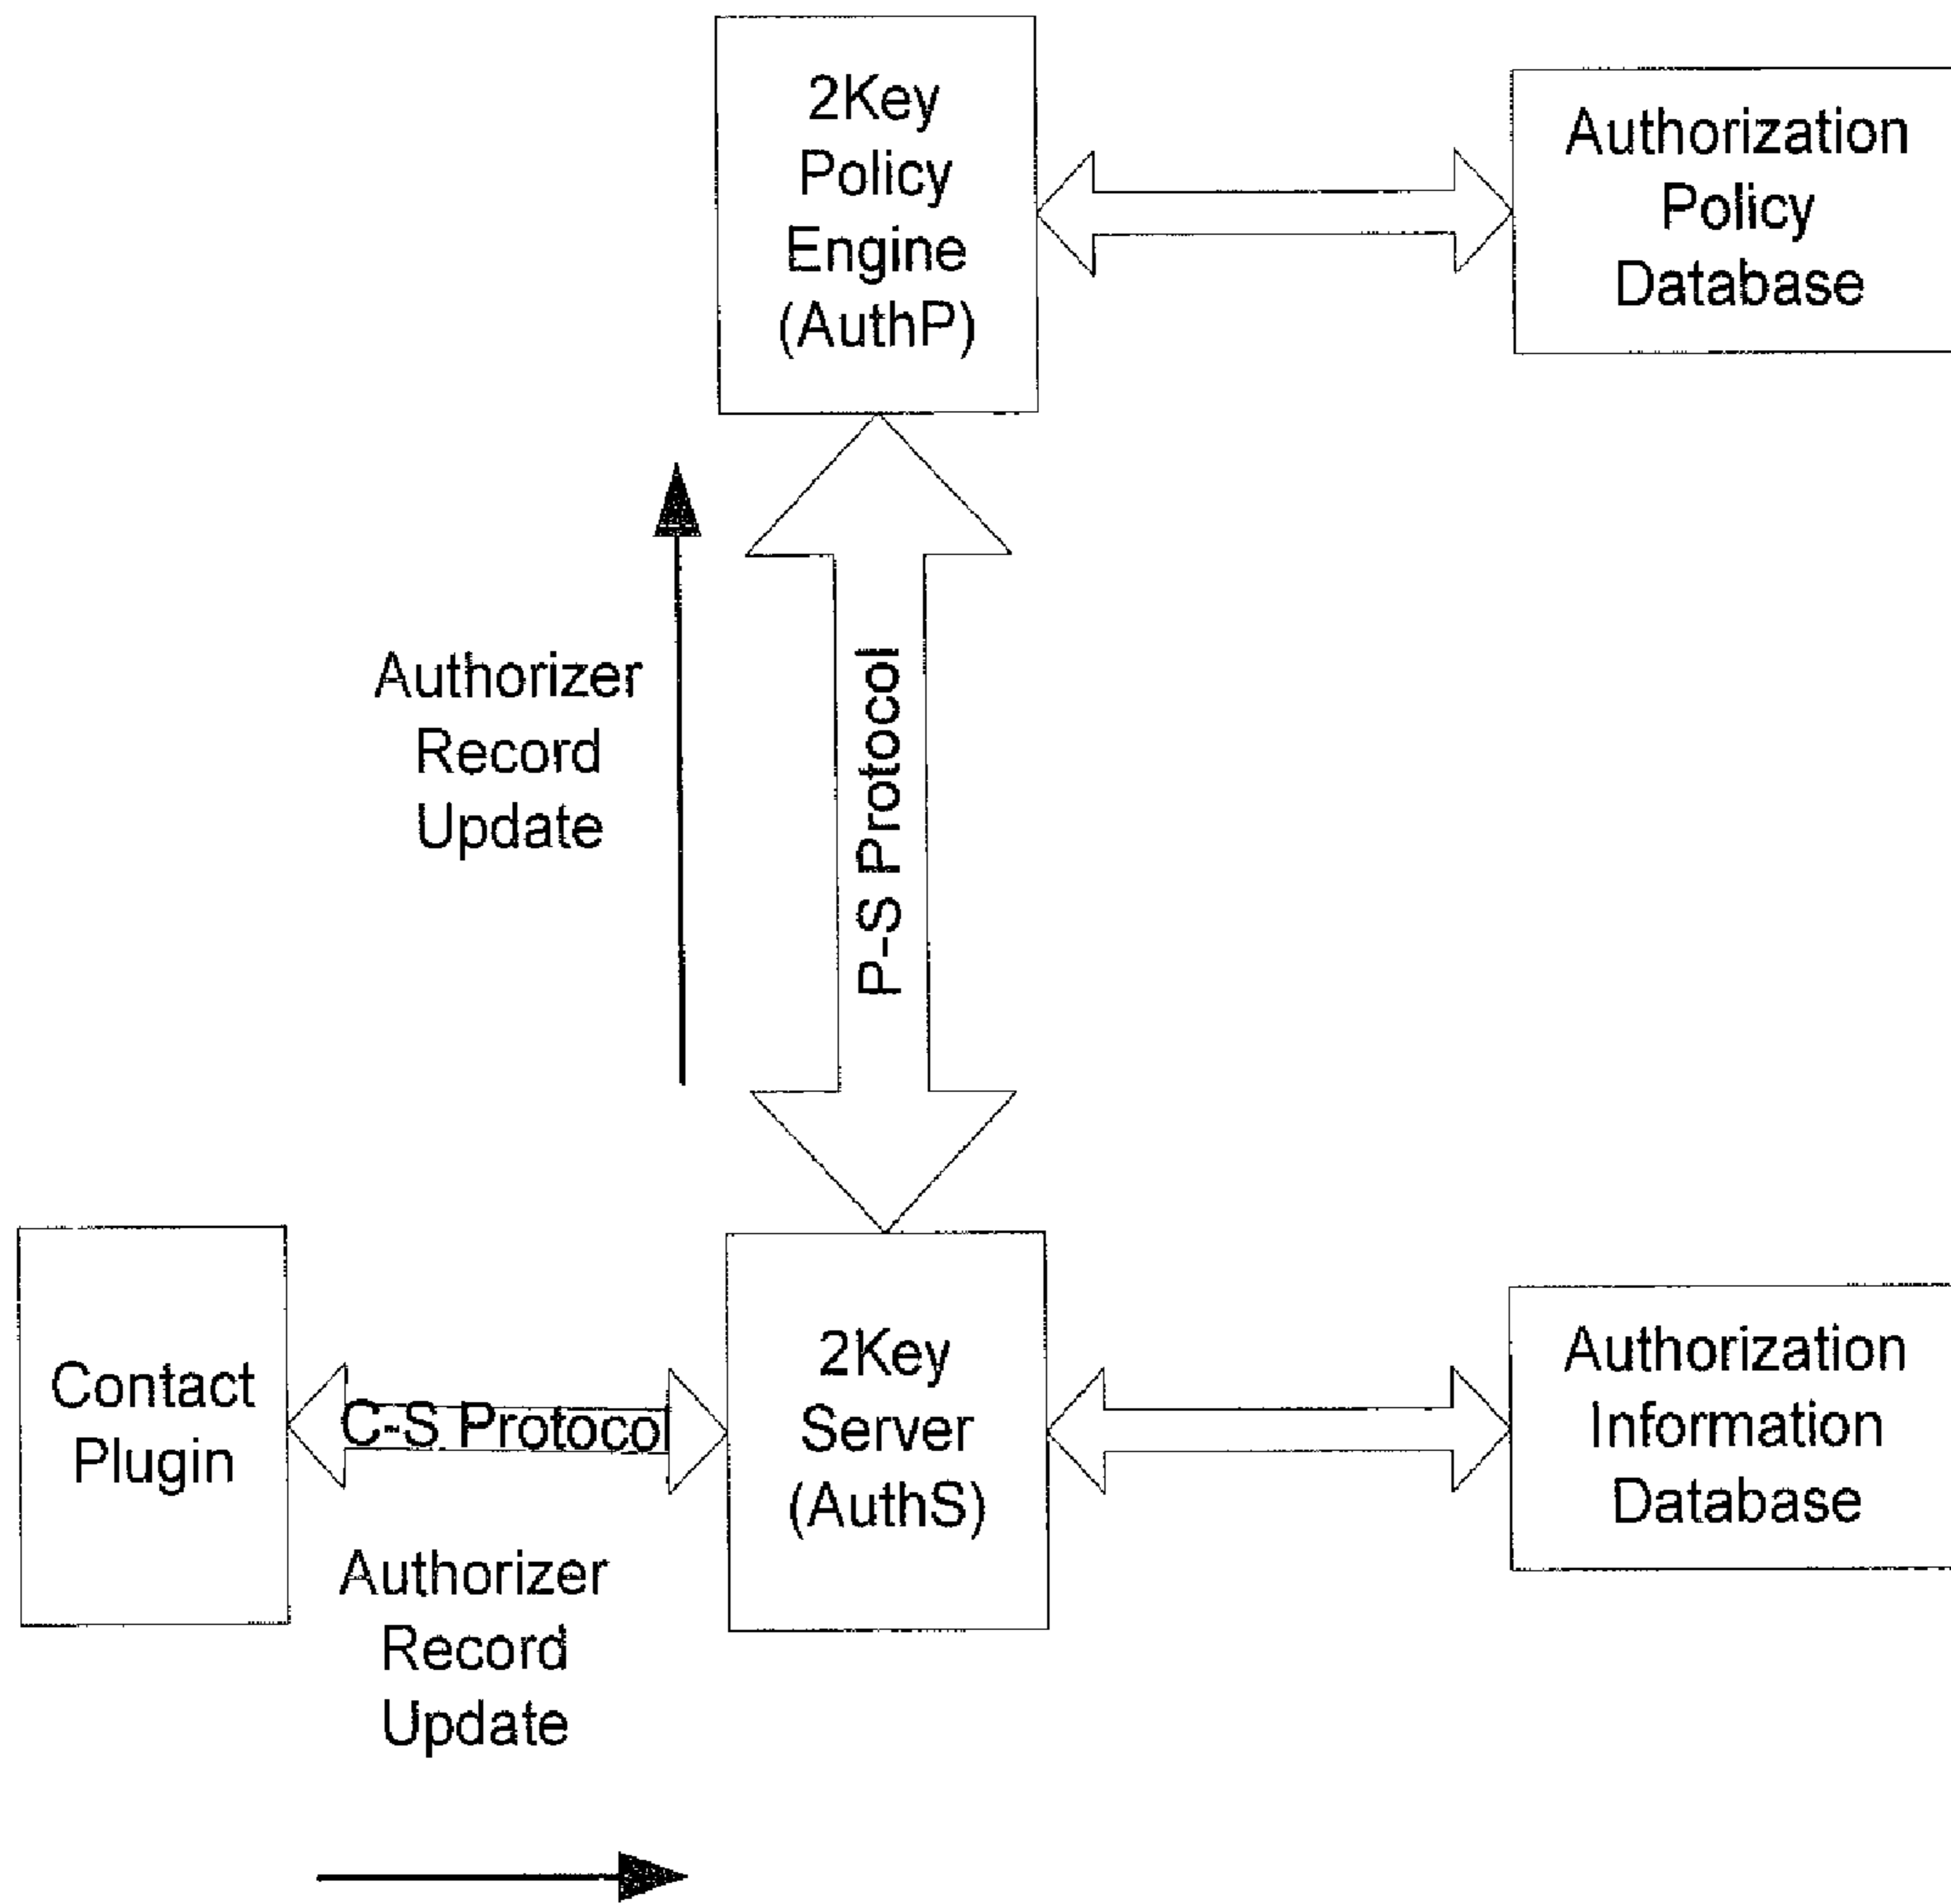 2Key
Policy
Engine
(AuthP)
Authorization
Policy
Database
Authorizer
Record
Update
P-S Protocol
Contact
Plugin
C-S Protocol
2Key
Server
(AuthS)
Authorization
Information
Database
Authorizer
Record
Update